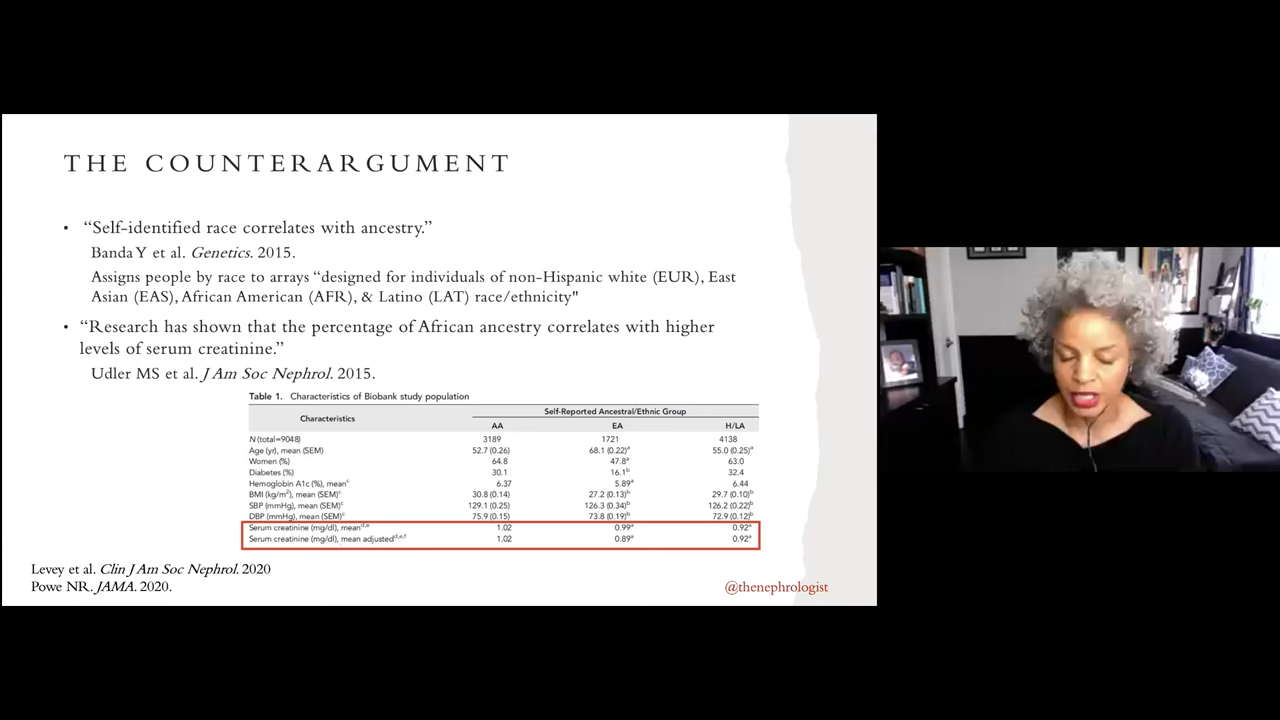 THE COUNTERARGUMENT
• “Self-identified race correlates with ancestry.”
Banda Y et al. Genetics. 2015.
Assigns people by race to arrays “designed for individuals of non-Hispanic white (EUR), East
Asian (EAS), African American (AFR), & Latino (LAT) race/ethnicity"
• “Research has shown that the percentage of African ancestry correlates with higher
levels of serum creatinine.”
Udler MS et al. J Am Soc Nephrol. 2015.
Table 1. Characteristics of Biobank study population
Self-Reported Ancestral/Ethnic Group
Characteristics
AA EA H/LA
N (total=9048) 3189 1721 4138
Age (yr), mean (SEM) 52.7 (0.26) 68.1 (0.22)a 55.0 (0.25)a
Women (%) 64.8 47.8a 63.0
Diabetes (%) 30.1 16.1b 32.4
Hemoglobin A1c (%), meanc 6.37 5.89a 6.44
BMI (kg/m2), mean (SEM)c 30.8 (0.14) 27.2 (0.13)b 29.7 (0.10)b
SBP (mmHg), mean (SEM)c 129.1 (0.25) 126.3 (0.34)b 126.2 (0.22)b
DBP (mmHg), mean (SEM)c 75.9 (0.15) 73.8 (0.19)b 72.9 (0.12)b
Serum creatinine (mg/dl), meand,e 1.02 0.99a 0.92a
Serum creatinine (mg/dl), mean adjustedd,e,f 1.02 0.89a 0.92a
Levey et al. Clin J Am Soc Nephrol. 2020
Powe NR. JAMA. 2020.
@thenephrologist